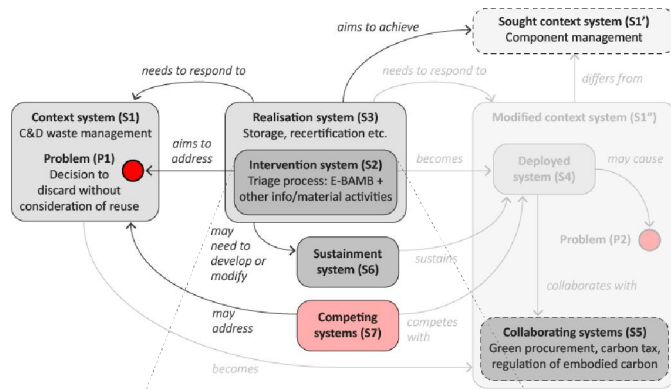 Sought context system (S1')
Component management
aims to achieve
needs to respond to
needs to respond to
differs from
Context system (S1)
C&D waste management
Problem (P1)
Decision to
discard without
consideration of reuse
aims to
address
Realisation system (S3)
Storage, recertification etc.
Intervention system (S2)
Triage process: E-BAMB +
other info/material activities
becomes
Modified context system (S1'')
Deployed
system (S4)
may cause
Problem (P2)
may
need to
develop or
modify
Sustainment
system (S6)
sustains
collaborates with
may
address
Competing
systems (S7)
competes
with
becomes
Collaborating systems (S5)
Green procurement, carbon tax,
regulation of embodied carbon